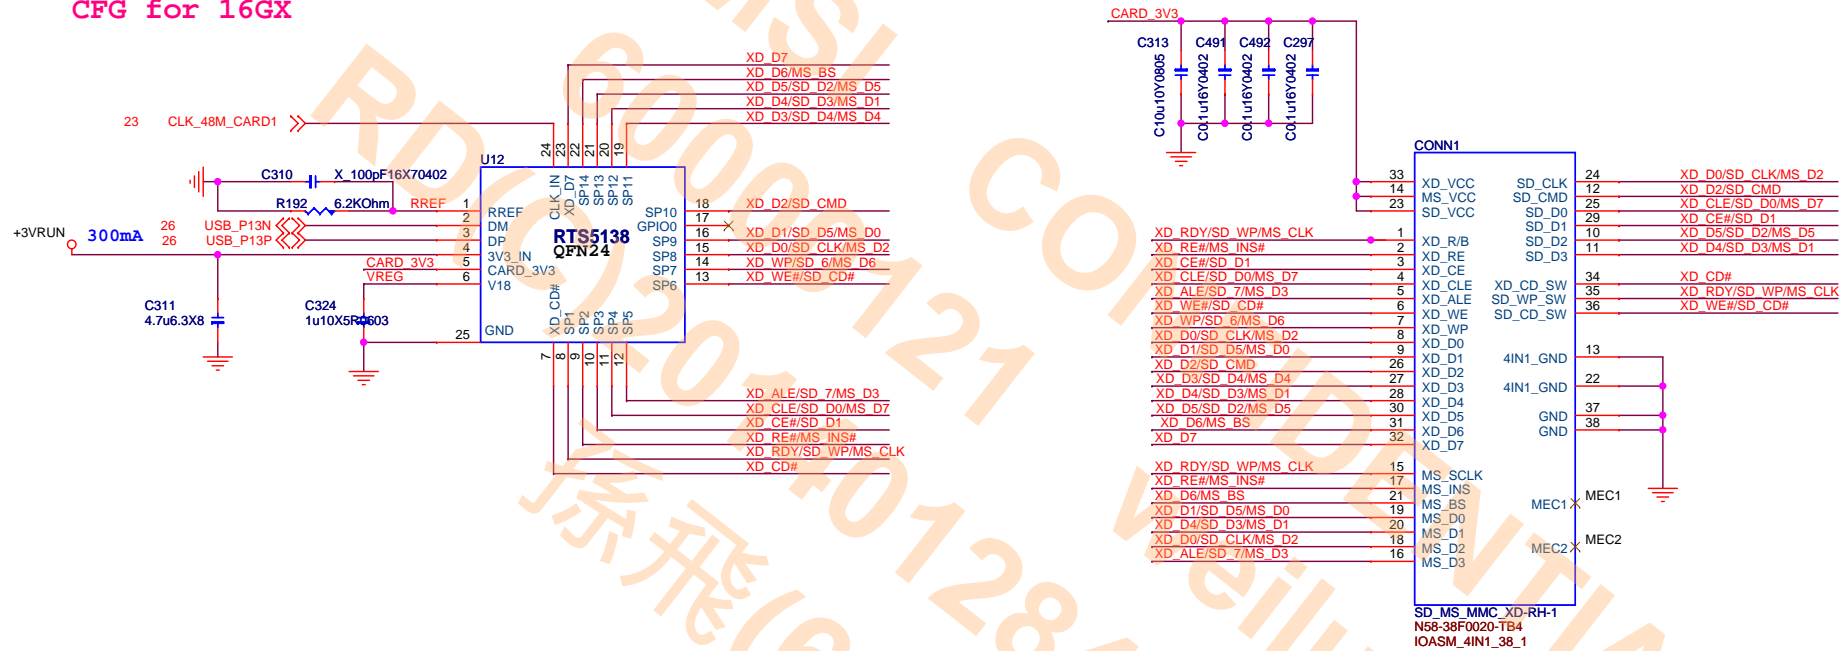 CFG for 16GX
23 CLK_48M_CARD1
XD_D7
XD_D6/MS_BS
XD_D5/SD_D2/MS_D5
XD_D4/SD_D3/MS_D1
XD_D3/SD_D4/MS_D4
24
23
22
21
20
19
U12
CLK_IN
XD_D7
SP14
SP13
SP12
SP11
C310 X_100pF16X70402
R192 6.2KOhm RREF
26 USB_P13N
26 USB_P13P
+3VRUN 300mA
CARD_3V3
VREG
1 RREF
2 DM
3 DP
4 3V3_IN
5 CARD_3V3
6 V18
25 GND
RTS5138
QFN24
SP10 18 XD_D2/SD_CMD
GPIO0 17
SP9 16 XD_D1/SD_D5/MS_D0
SP8 15 XD_D0/SD_CLK/MS_D2
SP7 14 XD_WP/SD_6/MS_D6
SP6 13 XD_WE#/SD_CD#
C311
4.7u6.3X8
C324
1u10X5R0603
XD_CD#
SP1
SP2
SP3
SP4
SP5
7
8
9
10
11
12
XD_ALE/SD_7/MS_D3
XD_CLE/SD_D0/MS_D7
XD_CE#/SD_D1
XD_RE#/MS_INS#
XD_RDY/SD_WP/MS_CLK
XD_CD#
CARD_3V3
C313 C491 C492 C297
C10u10Y0805
C0.1u16Y0402
C0.1u16Y0402
C0.1u16Y0402
CONN1
33 XD_VCC
14 MS_VCC
23 SD_VCC
XD_RDY/SD_WP/MS_CLK 1 XD_R/B
XD_RE#/MS_INS# 2 XD_RE
XD_CE#/SD_D1 3 XD_CE
XD_CLE/SD_D0/MS_D7 4 XD_CLE
XD_ALE/SD_7/MS_D3 5 XD_ALE
XD_WE#/SD_CD# 6 XD_WE
XD_WP/SD_6/MS_D6 7 XD_WP
XD_D0/SD_CLK/MS_D2 8 XD_D0
XD_D1/SD_D5/MS_D0 9 XD_D1
XD_D2/SD_CMD 26 XD_D2
XD_D3/SD_D4/MS_D4 27 XD_D3
XD_D4/SD_D3/MS_D1 28 XD_D4
XD_D5/SD_D2/MS_D5 30 XD_D5
XD_D6/MS_BS 31 XD_D6
XD_D7 32 XD_D7
XD_RDY/SD_WP/MS_CLK 15 MS_SCLK
XD_RE#/MS_INS# 17 MS_INS
XD_D6/MS_BS 21 MS_BS
XD_D1/SD_D5/MS_D0 19 MS_D0
XD_D4/SD_D3/MS_D1 20 MS_D1
XD_D0/SD_CLK/MS_D2 18 MS_D2
XD_ALE/SD_7/MS_D3 16 MS_D3
SD_CLK 24 XD_D0/SD_CLK/MS_D2
SD_CMD 12 XD_D2/SD_CMD
SD_D0 25 XD_CLE/SD_D0/MS_D7
SD_D1 29 XD_CE#/SD_D1
SD_D2 10 XD_D5/SD_D2/MS_D5
SD_D3 11 XD_D4/SD_D3/MS_D1
XD_CD_SW 34 XD_CD#
SD_WP_SW 35 XD_RDY/SD_WP/MS_CLK
SD_CD_SW 36 XD_WE#/SD_CD#
4IN1_GND 13
4IN1_GND 22
GND 37
GND 38
MEC1 MEC1
MEC2 MEC2
SD_MS_MMC_XD-RH-1
N58-38F0020-TB4
IOASM_4IN1_38_1
MSI CONFIDENTIA
60000121 weilu
RD(C)201401284
孫飛(6